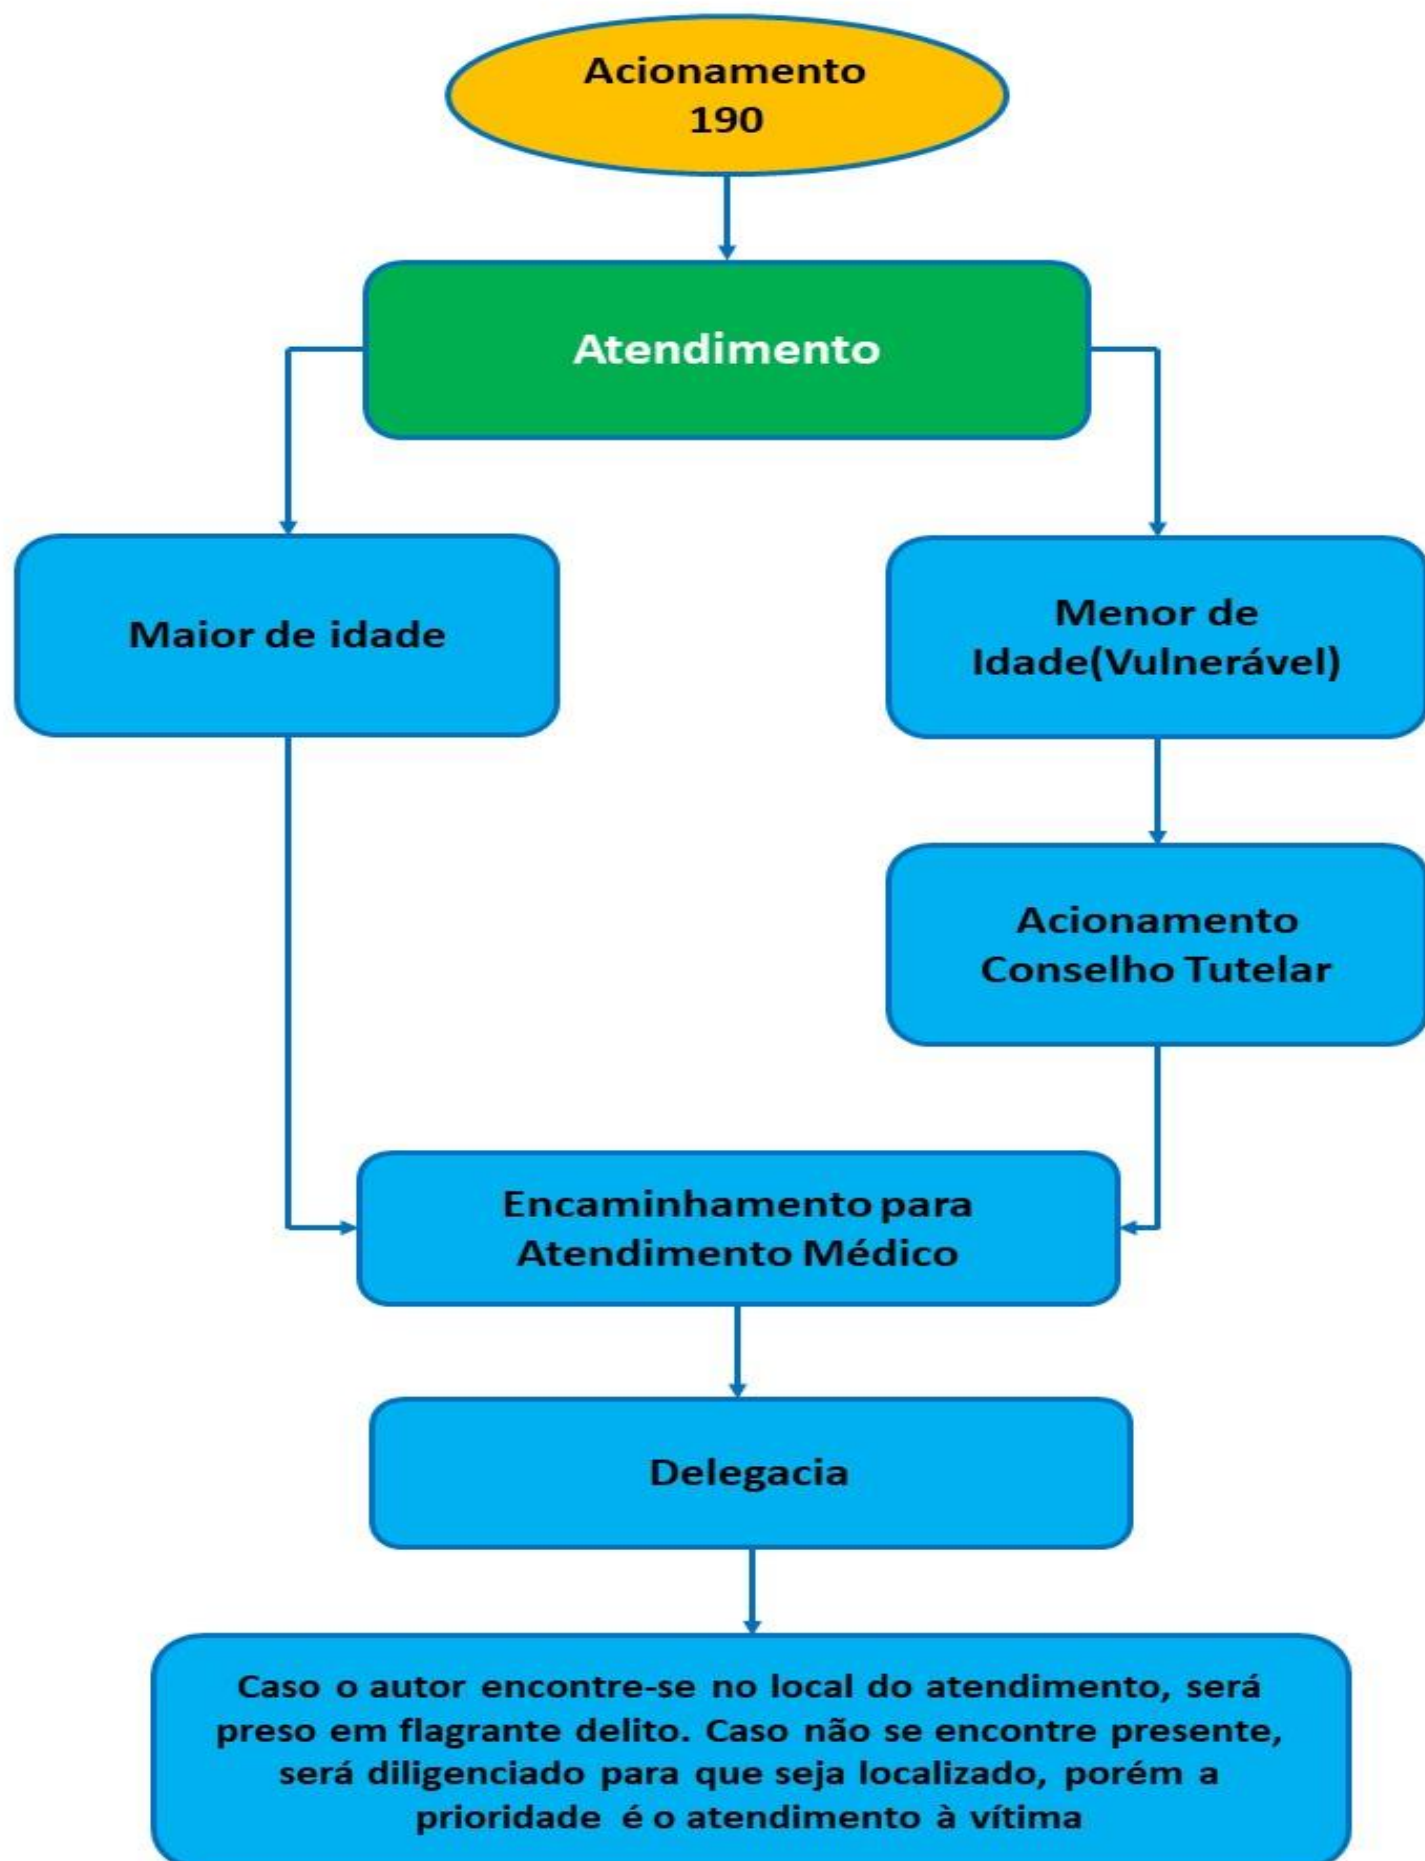 Acionamento
190
Atendimento
Maior de idade
Menor de
Idade(Vulnerável)
Acionamento
Conselho Tutelar
Encaminhamento para
Atendimento Médico
Delegacia
Caso o autor encontre-se no local do atendimento, será
preso em flagrante delito. Caso não se encontre presente,
será diligenciado para que seja localizado, porém a
prioridade é o atendimento à vítima